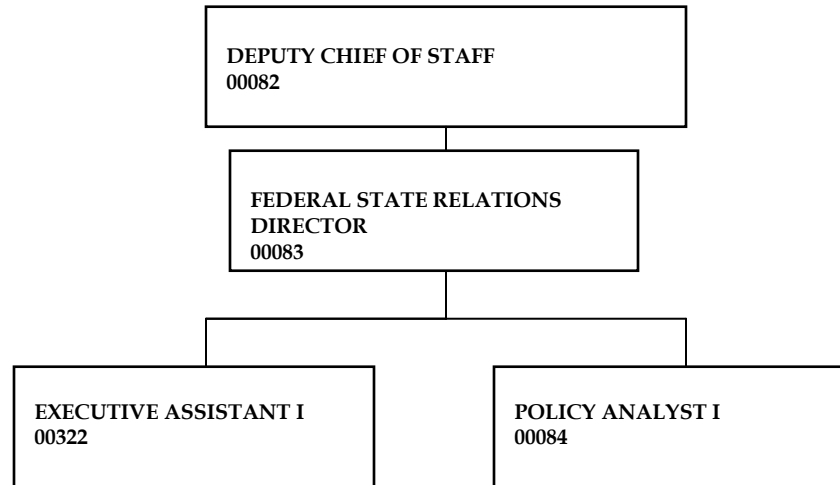 DEPUTY CHIEF OF STAFF
00082
FEDERAL STATE RELATIONS
DIRECTOR
00083
EXECUTIVE ASSISTANT I
00322
POLICY ANALYST I
00084